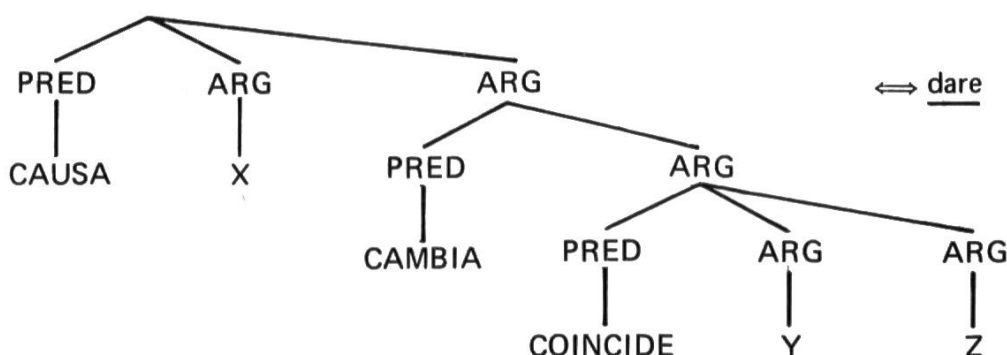 PRED ARG ARG ⟺ dare
CAUSA X PRED ARG
CAMBIA PRED ARG ARG
COINCIDE Y Z